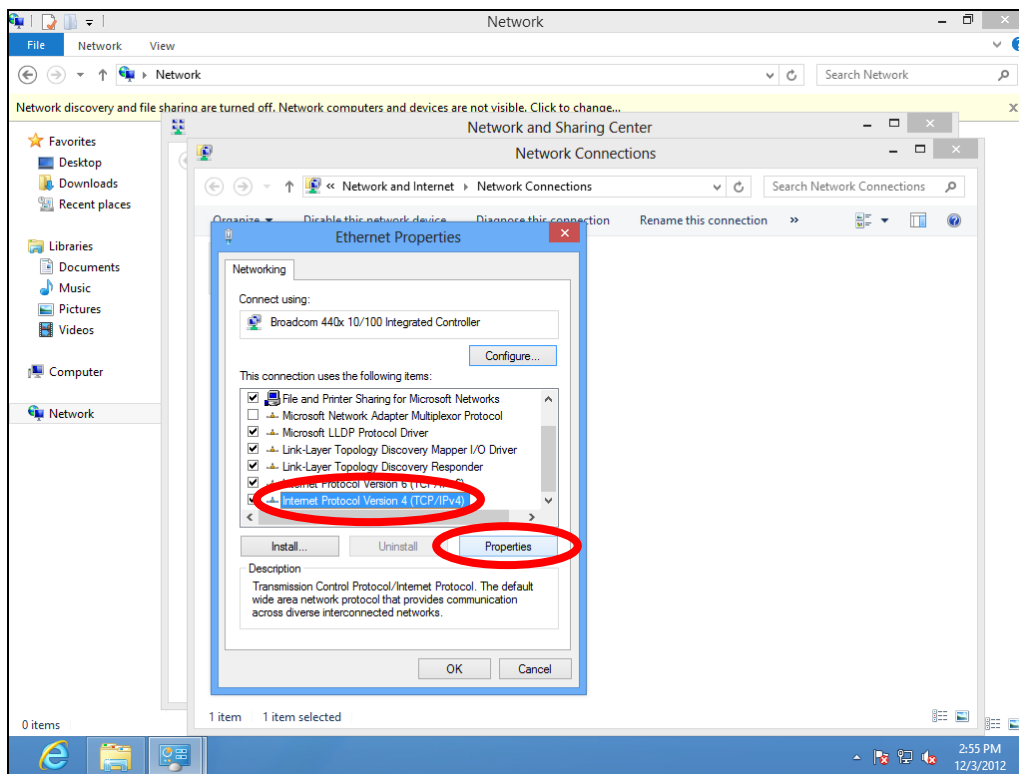 Network
File Network View
Network
Search Network
Network discovery and file sharing are turned off. Network computers and devices are not visible. Click to change...
Favorites
Desktop
Downloads
Recent places
Libraries
Documents
Music
Pictures
Videos
Computer
Network
0 items
Network and Sharing Center
Network Connections
« Network and Internet Network Connections
Search Network Connections
Organize Disable this network device Diagnose this connection Rename this connection »
Ethernet Properties
Networking
Connect using:
Broadcom 440x 10/100 Integrated Controller
Configure...
This connection uses the following items:
File and Printer Sharing for Microsoft Networks
Microsoft Network Adapter Multiplexor Protocol
Microsoft LLDP Protocol Driver
Link-Layer Topology Discovery Mapper I/O Driver
Link-Layer Topology Discovery Responder
Internet Protocol Version 6 (TCP/IPv6)
Internet Protocol Version 4 (TCP/IPv4)
Install... Uninstall Properties
Description
Transmission Control Protocol/Internet Protocol. The default
wide area network protocol that provides communication
across diverse interconnected networks.
OK Cancel
1 item 1 item selected
2:55 PM
12/3/2012